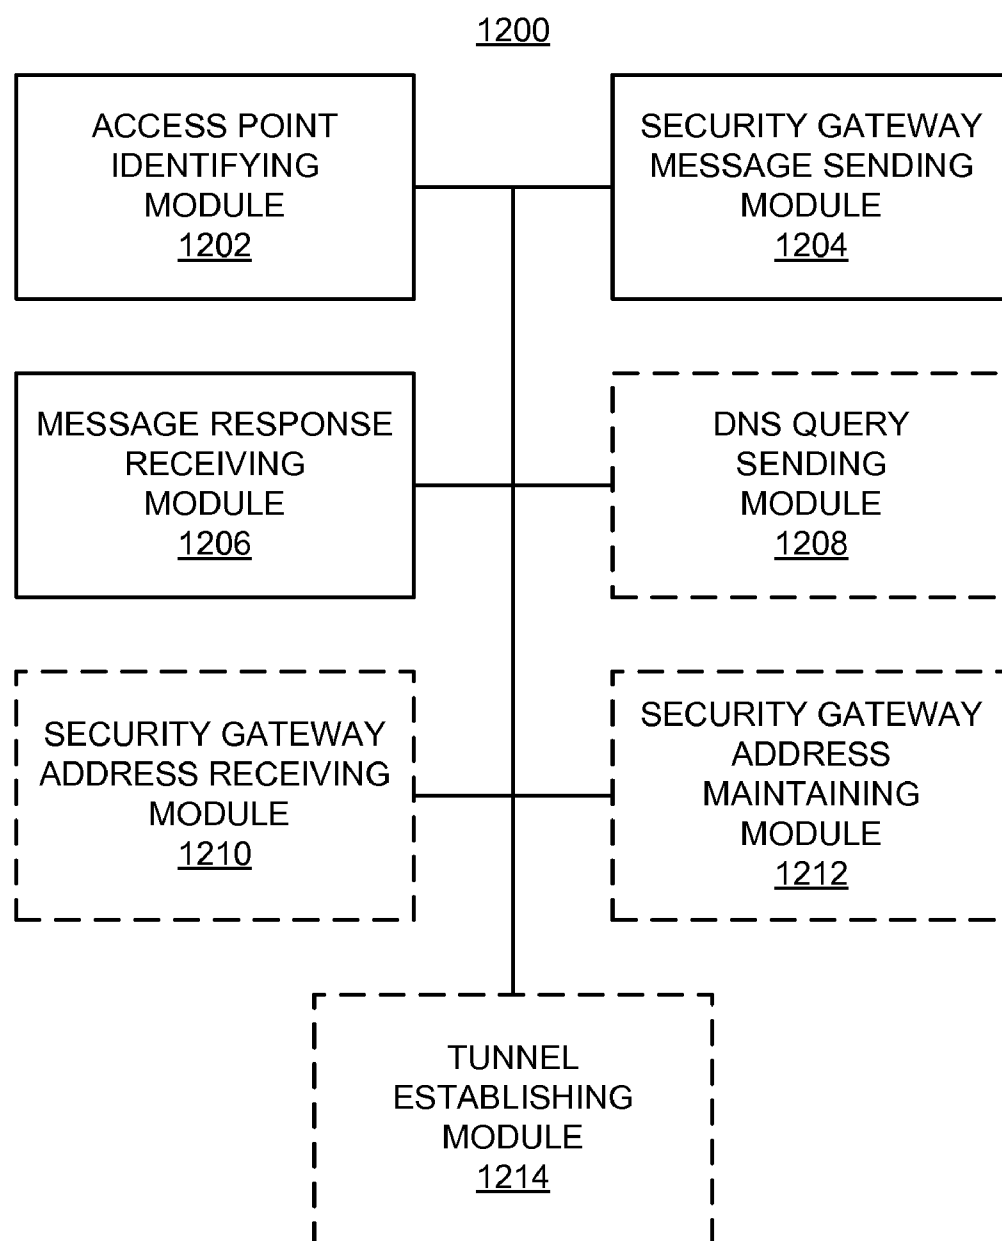 1200
ACCESS POINT
IDENTIFYING
MODULE
1202
SECURITY GATEWAY
MESSAGE SENDING
MODULE
1204
MESSAGE RESPONSE
RECEIVING
MODULE
1206
DNS QUERY
SENDING
MODULE
1208
SECURITY GATEWAY
ADDRESS RECEIVING
MODULE
1210
SECURITY GATEWAY
ADDRESS
MAINTAINING
MODULE
1212
TUNNEL
ESTABLISHING
MODULE
1214